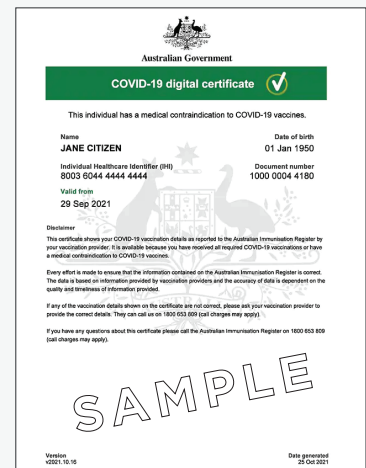 Australian Government
COVID-19 digital certificate
This individual has a medical contraindication to COVID-19 vaccines.
Name
Date of birth
JANE CITIZEN
01 Jan 1950
Individual Healthcare Identifier (IHI)
Document number
8003 6044 4444 4444
1000 0004 4180
Valid from
29 Sep 2021
Disclaimer
This certificate shows your COVID-19 vaccination details as reported to the Australian Immunisation Register by
your vaccination provider. It is available because you have received all required COVID-19 vaccinations or have
a medical contraindication to COVID-19 vaccines.
Every effort is made to ensure that the information contained on the Australian Immunisation Register is correct.
The data is based on information provided by vaccination providers and the accuracy of data is dependent on the
quality and timeliness of information provided.
If any of the vaccination details shown on the certificate are not correct, please ask your vaccination provider to
provide the correct details. They can call us on 1800 653 809 (call charges may apply).
If you have any questions about this certificate please call the Australian Immunisation Register on 1800 653 809
(call charges may apply).
SAMPLE
Version
v2021.10.16
Date generated
25 Oct 2021